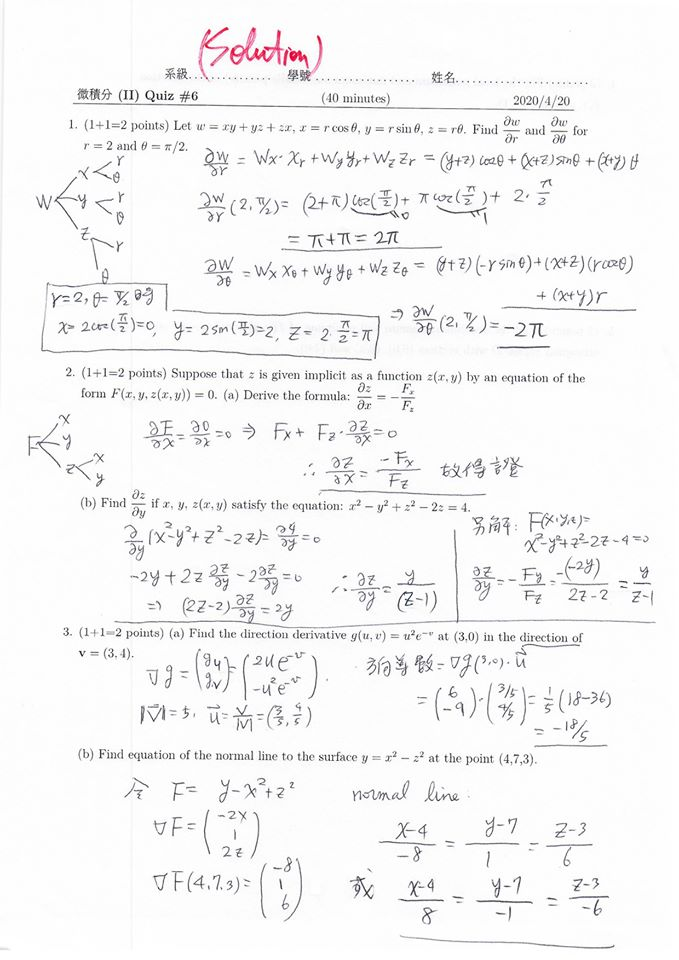 (Solution)
系級............... 學號.................... 姓名.........................
微積分 (II) Quiz #6 (40 minutes) 2020/4/20
1. (1+1=2 points) Let w = xy + yz + zx, x = r cos θ, y = r sin θ, z = rθ. Find ∂w/∂r and ∂w/∂θ for
r = 2 and θ = π/2.
∂W/∂r = Wx·Xr + Wy yr + Wz Zr = (y+z) cosθ + (x+z) sinθ + (x+y) θ
W x y z r θ r θ r θ
∂W/∂r (2, π/2) = (2+π) cos(π/2) + π cos(π/2) + 2·π/2
0 1
= π+π = 2π
∂W/∂θ = Wx Xθ + Wy yθ + Wz Zθ = (y+z)(-r sinθ) + (x+z)(r cosθ)
+ (x+y) r
r=2, θ=π/2
x = 2cos(π/2) = 0, y = 2sin(π/2) = 2, z = 2·π/2 = π
⇒ ∂W/∂θ (2, π/2) = -2π
2. (1+1=2 points) Suppose that z is given implicit as a function z(x, y) by an equation of the
form F(x, y, z(x, y)) = 0. (a) Derive the formula: ∂z/∂x = −Fx/Fz
F x y z x y
∂F/∂x = ∂0/∂x = 0 ⇒ Fx + Fz·∂z/∂x = 0
∴ ∂z/∂x = -Fx/Fz 故得證
(b) Find ∂z/∂y if x, y, z(x, y) satisfy the equation: x² − y² + z² − 2z = 4.
∂/∂y (x²-y²+z²-2z) = ∂4/∂y = 0
-2y + 2z ∂z/∂y - 2 ∂z/∂y = 0
⇒ (2z-2) ∂z/∂y = 2y
∴ ∂z/∂y = y/(z-1)
另解: F(x,y,z) =
x²-y²+z²-2z-4=0
∂z/∂y = -Fy/Fz = -(-2y)/(2z-2) = y/(z-1)
3. (1+1=2 points) (a) Find the direction derivative g(u, v) = u²e⁻ᵛ at (3,0) in the direction of
v = (3, 4).
∇g = (gu gv) = (2ue⁻ᵛ -u²e⁻ᵛ)
|V| = 5, u = V/|V| = (3/5, 4/5)
方向導數 = ∇g(3,0)·u
= (6 -9)·(3/5 4/5) = 1/5 (18-36)
= -18/5
(b) Find equation of the normal line to the surface y = x² − z² at the point (4,7,3).
令 F = y-x²+z²
∇F = (-2x 1 2z)
∇F(4,7,3) = (-8 1 6)
normal line:
(x-4)/-8 = (y-7)/1 = (z-3)/6
或 (x-4)/8 = (y-7)/-1 = (z-3)/-6